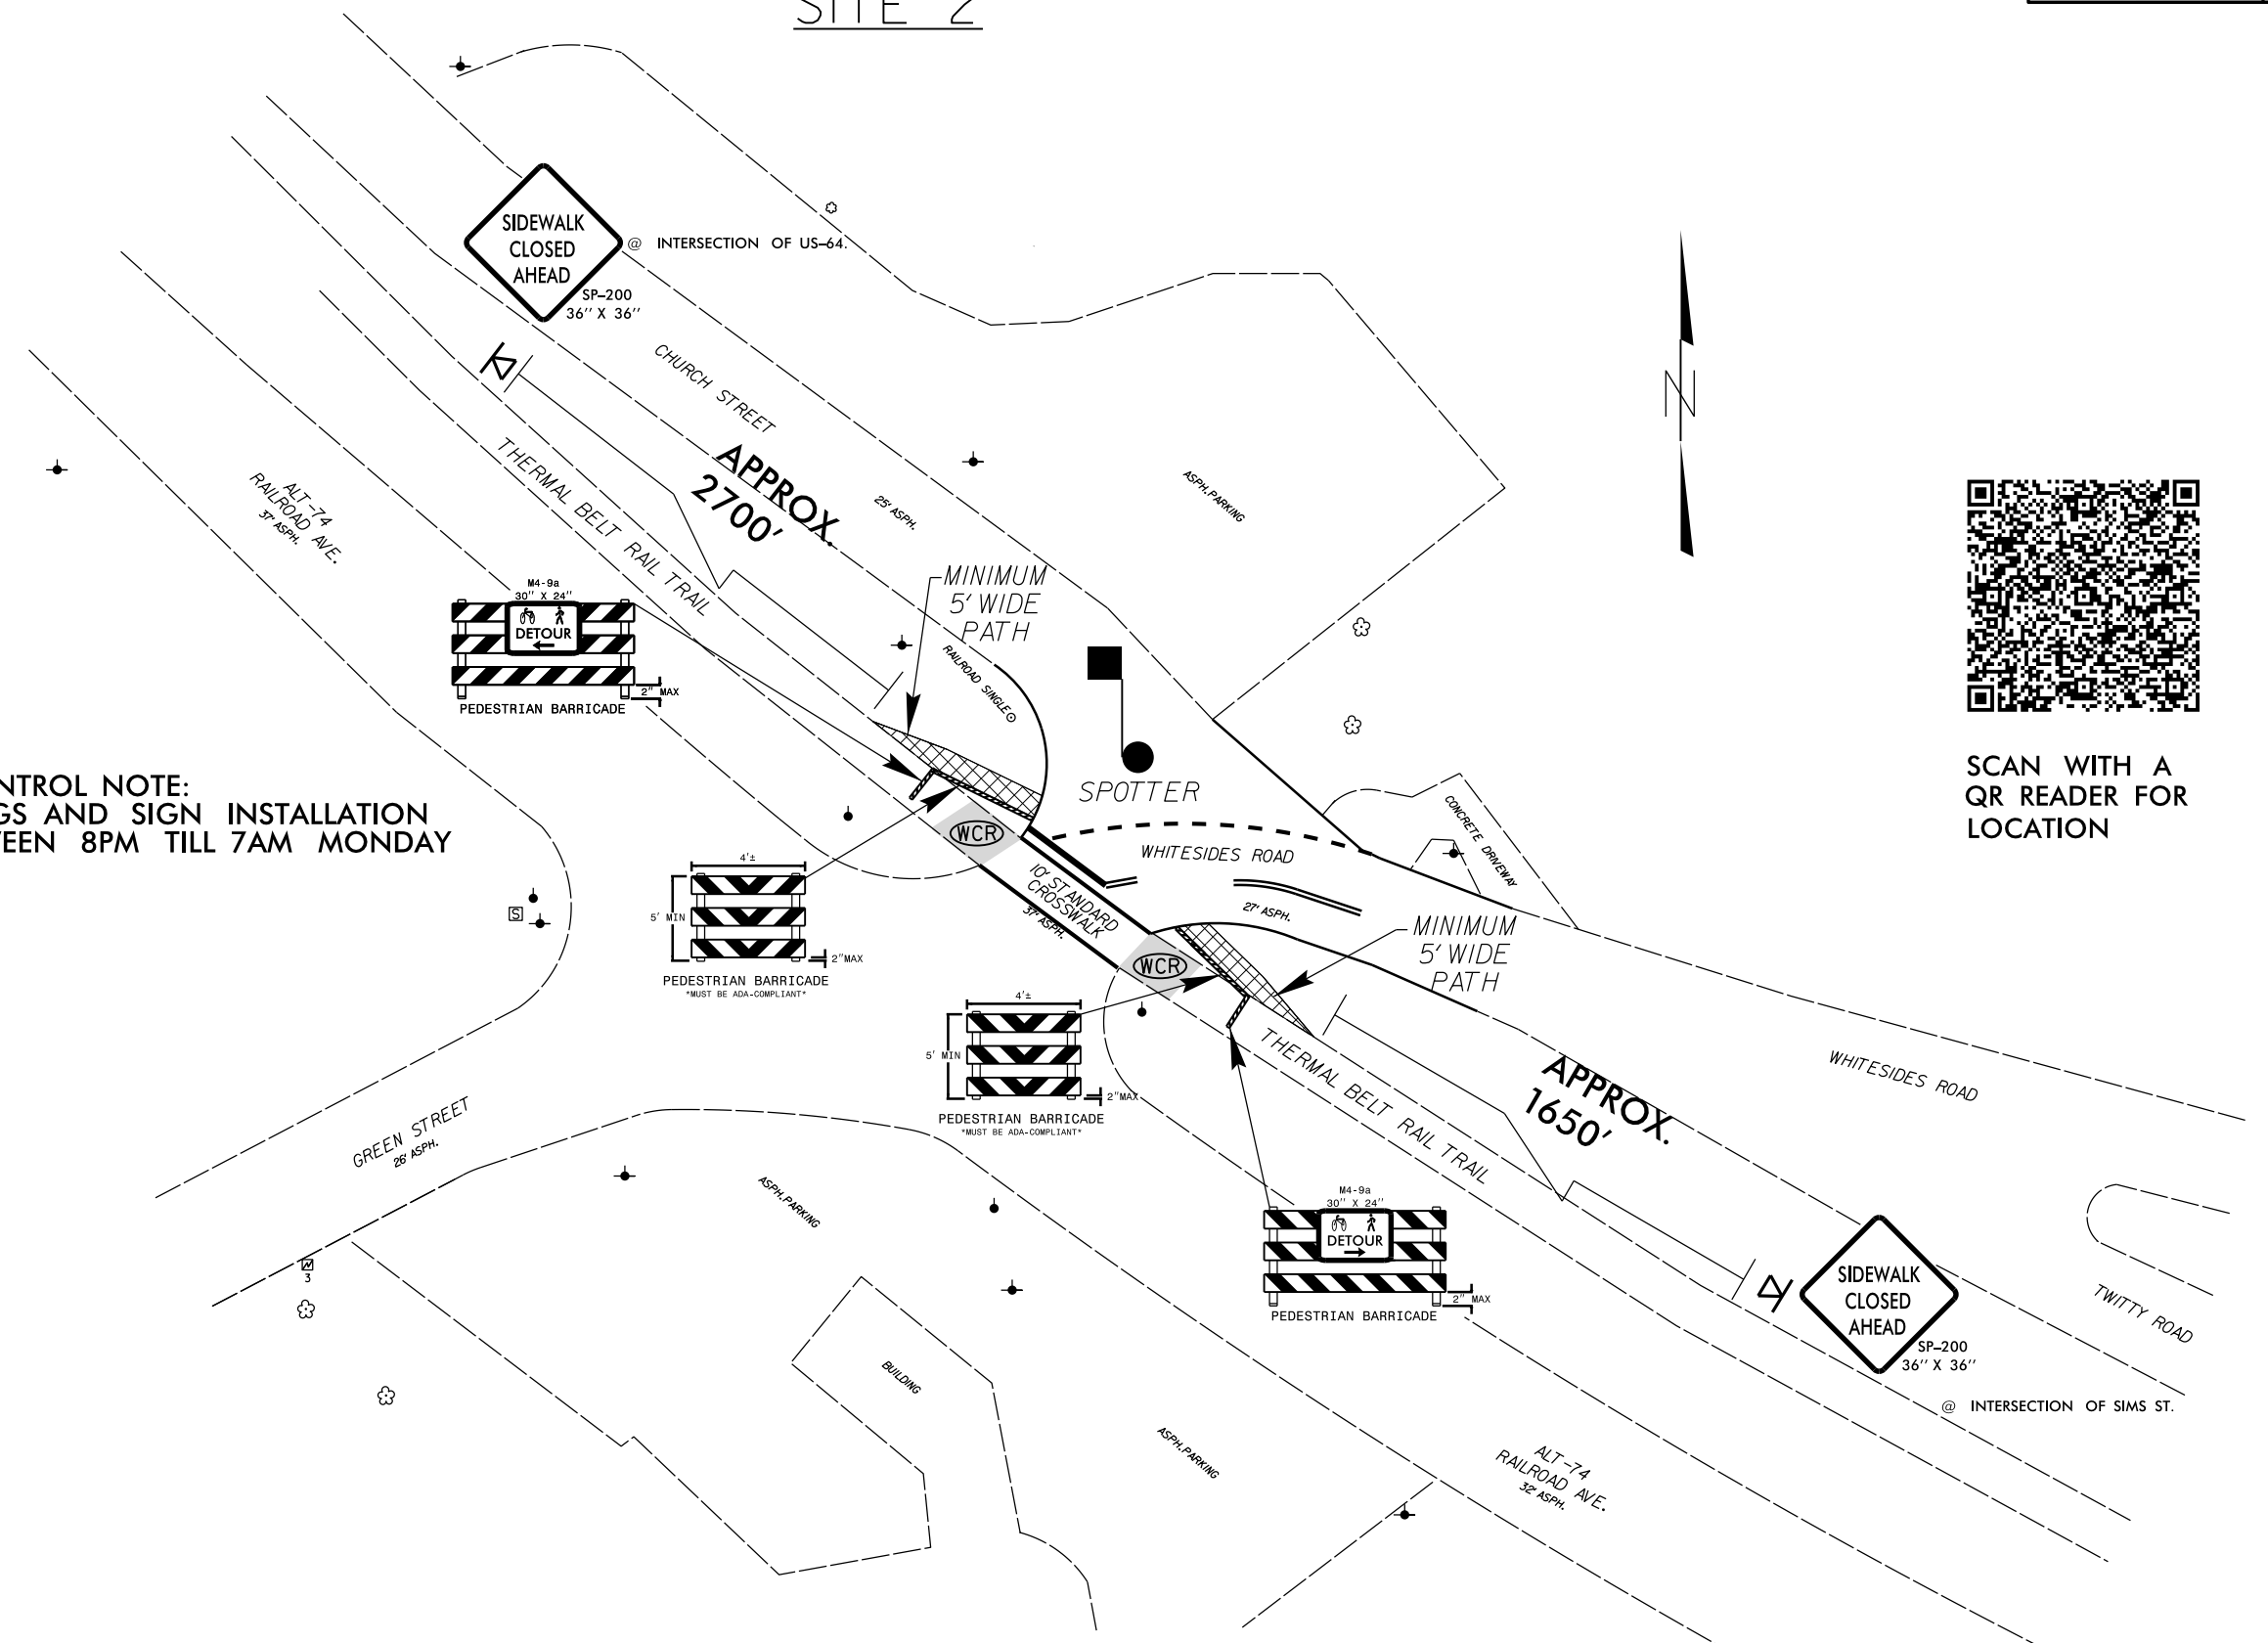 SITE 2
SIDEWALK
CLOSED
AHEAD
@ INTERSECTION OF US-64.
SP-200
36'' X 36''
CHURCH STREET
APPROX.
2700'
25' ASPH.
ASPH. PARKING
THERMAL BELT RAIL TRAIL
ALT-74
RAILROAD AVE.
37' ASPH.
N
MINIMUM
5' WIDE
PATH
RAILROAD SINGLE
M4-9a
30'' X 24''
DETOUR
2" MAX
PEDESTRIAN BARRICADE
SPOTTER
SCAN WITH A
QR READER FOR
LOCATION
NTROL NOTE:
GS AND SIGN INSTALLATION
EEN 8PM TILL 7AM MONDAY
WCR
WHITESIDES ROAD
CONCRETE DRIVEWAY
10' STANDARD
CROSSWALK
37' ASPH.
27' ASPH.
4'±
5' MIN
2"MAX
PEDESTRIAN BARRICADE
*MUST BE ADA-COMPLIANT*
S
WCR
MINIMUM
5' WIDE
PATH
4'±
5' MIN
2"MAX
PEDESTRIAN BARRICADE
*MUST BE ADA-COMPLIANT*
THERMAL BELT RAIL TRAIL
APPROX.
1650'
WHITESIDES ROAD
GREEN STREET
26' ASPH.
ASPH. PARKING
M4-9a
30'' X 24''
DETOUR
2" MAX
PEDESTRIAN BARRICADE
SIDEWALK
CLOSED
AHEAD
SP-200
36'' X 36''
TWITTY ROAD
@ INTERSECTION OF SIMS ST.
3
BUILDING
ASPH. PARKING
ALT-74
RAILROAD AVE.
32' ASPH.